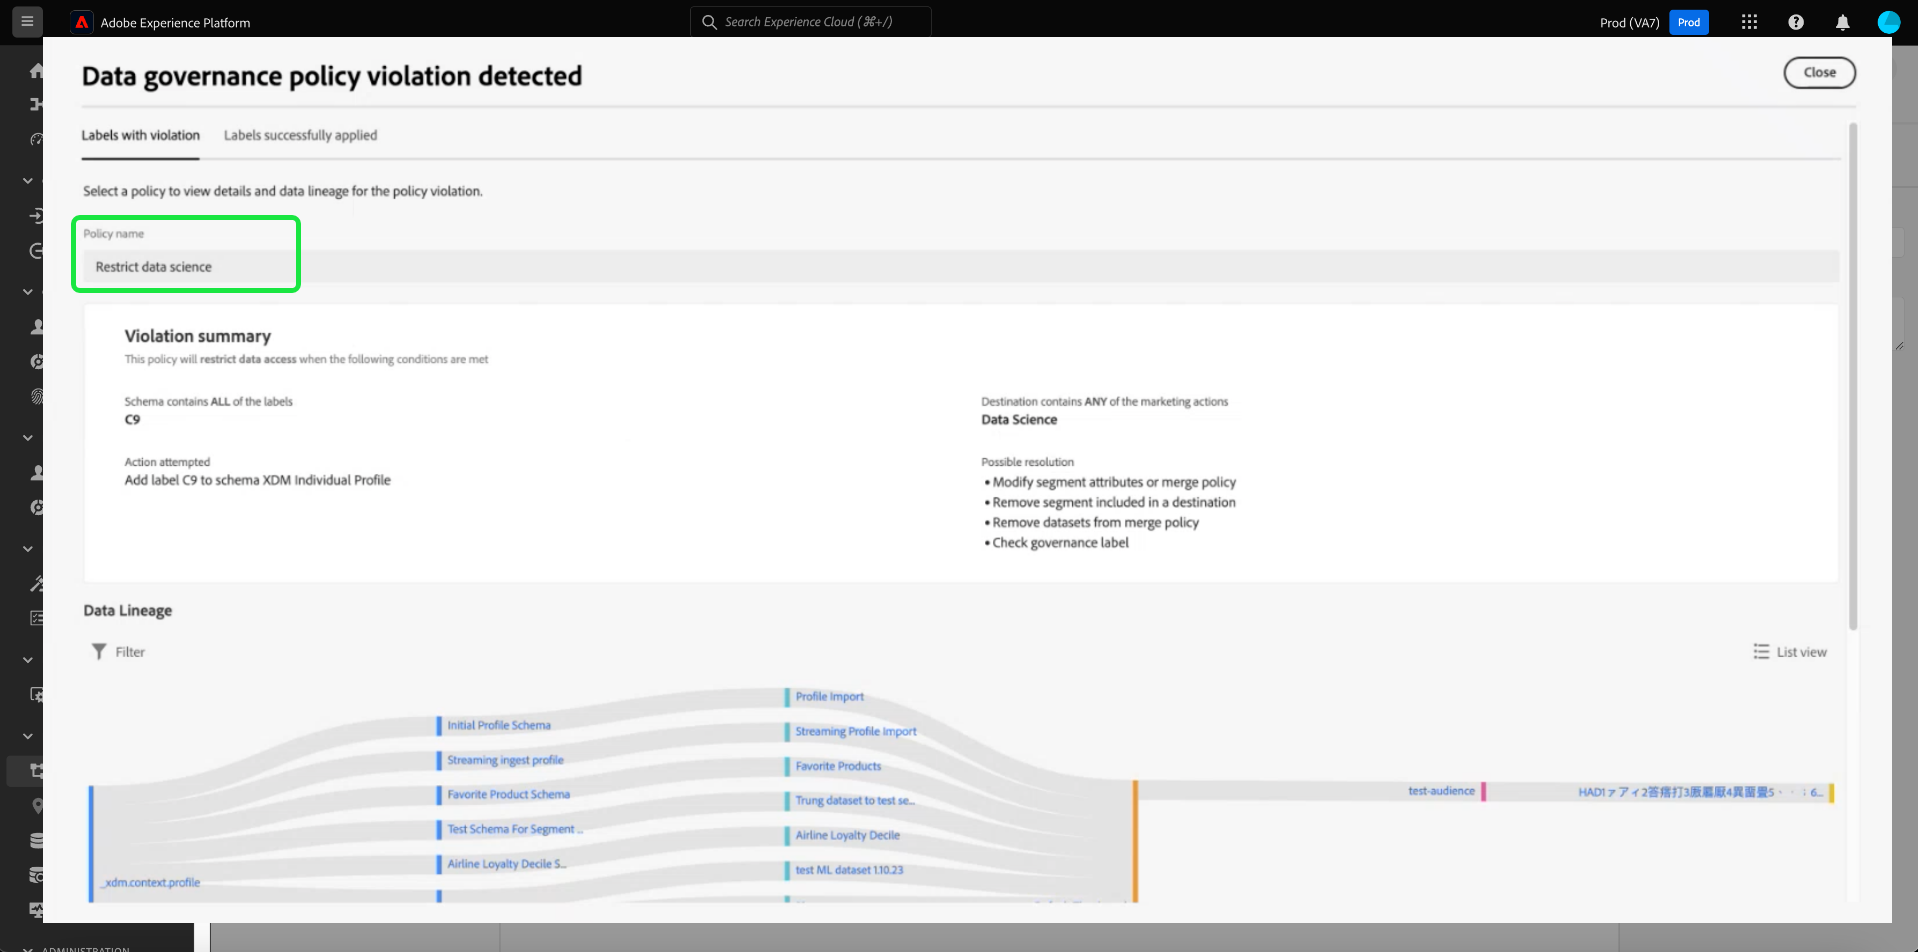 Adobe Experience Platform
Search Experience Cloud (⌘+/)
Prod (VA7)
Prod
Data governance policy violation detected
Close
Labels with violation
Labels successfully applied
Select a policy to view details and data lineage for the policy violation.
Policy name
Restrict data science
Violation summary
This policy will restrict data access when the following conditions are met
Schema contains ALL of the labels
C9
Destination contains ANY of the marketing actions
Data Science
Action attempted
Add label C9 to schema XDM Individual Profile
Possible resolution
• Modify segment attributes or merge policy
• Remove segment included in a destination
• Remove datasets from merge policy
• Check governance label
Data Lineage
Filter
List view
Profile Import
Initial Profile Schema
Streaming Profile Import
Streaming ingest profile
Favorite Products
Favorite Product Schema
test-audience
Trung dataset to test se...
Test Schema For Segment ...
Airline Loyalty Decile
Airline Loyalty Decile S...
test ML dataset 1.10.23
_xdm.context.profile
ADMINISTRATION